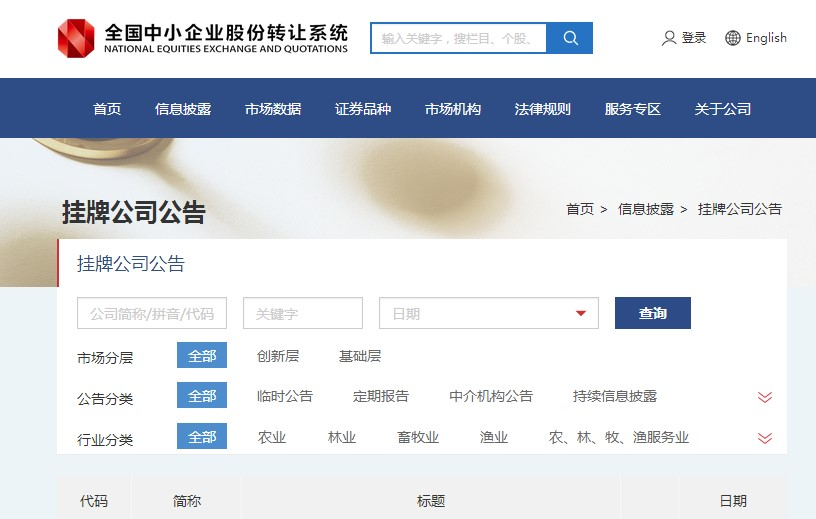 全国中小企业股份转让系统
NATIONAL EQUITIES EXCHANGE AND QUOTATIONS
输入关键字，搜栏目、个股、
登录
English
首页 信息披露 市场数据 证券品种 市场机构 法律规则 服务专区 关于公司
挂牌公司公告
首页 > 信息披露 > 挂牌公司公告
挂牌公司公告
公司简称/拼音/代码 关键字 日期 查询
市场分层 全部 创新层 基础层
公告分类 全部 临时公告 定期报告 中介机构公告 持续信息披露
行业分类 全部 农业 林业 畜牧业 渔业 农、林、牧、渔服务业
代码 简称 标题 日期